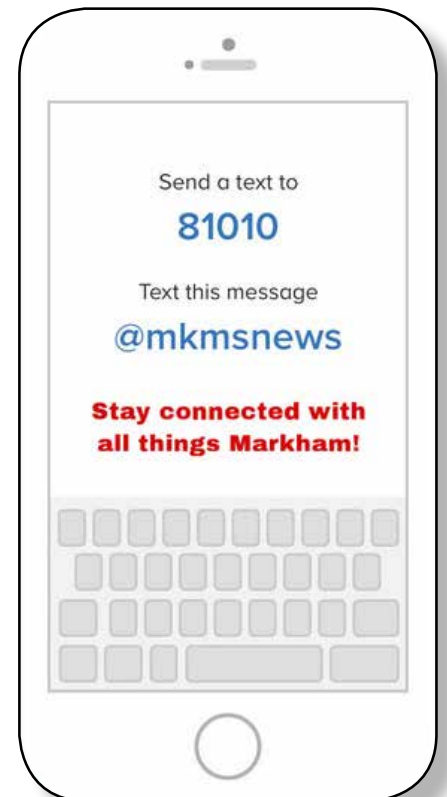 Send a text to
81010
Text this message
@mkmsnews
Stay connected with
all things Markham!